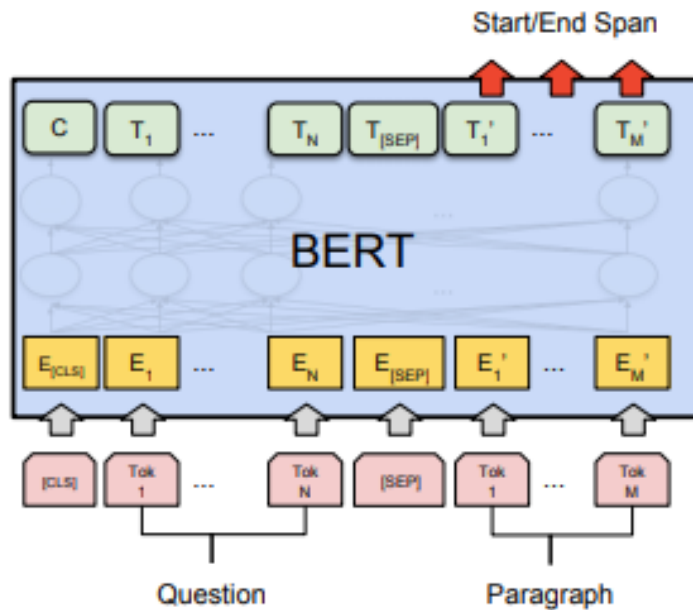 Start/End Span
C T1 ... TN T[SEP] T1' ... TM'
...
BERT
...
E[CLS] E1 ... EN E[SEP] E1' ... EM'
[CLS] Tok 1 ... Tok N [SEP] Tok 1 ... Tok M
Question Paragraph